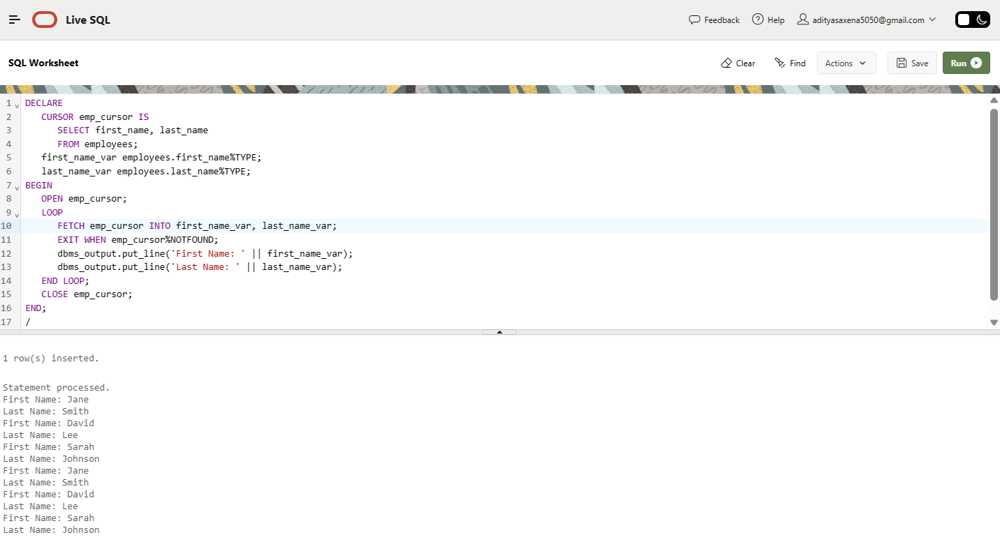 Live SQL
Feedback
Help
adityasaxena5050@gmail.com
SQL Worksheet
Clear
Find
Actions
Save
Run
1 DECLARE
2    CURSOR emp_cursor IS
3       SELECT first_name, last_name
4       FROM employees;
5    first_name_var employees.first_name%TYPE;
6    last_name_var employees.last_name%TYPE;
7 BEGIN
8    OPEN emp_cursor;
9    LOOP
10       FETCH emp_cursor INTO first_name_var, last_name_var;
11       EXIT WHEN emp_cursor%NOTFOUND;
12       dbms_output.put_line('First Name: ' || first_name_var);
13       dbms_output.put_line('Last Name: ' || last_name_var);
14    END LOOP;
15    CLOSE emp_cursor;
16 END;
17 /
1 row(s) inserted.
Statement processed.
First Name: Jane
Last Name: Smith
First Name: David
Last Name: Lee
First Name: Sarah
Last Name: Johnson
First Name: Jane
Last Name: Smith
First Name: David
Last Name: Lee
First Name: Sarah
Last Name: Johnson